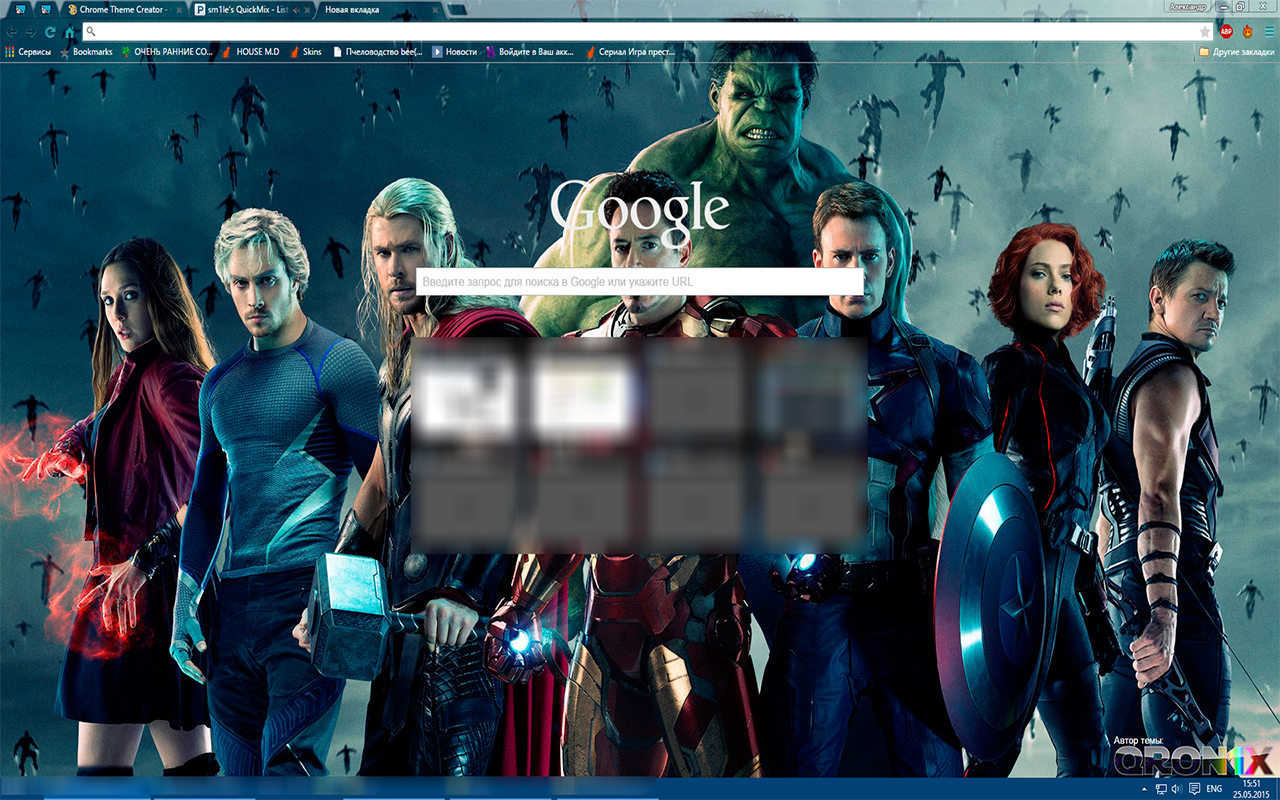 Chrome Theme Creator -
sm1le's QuickMix - List
Новая вкладка
Александр
Сервисы
Bookmarks
ОЧЕНЬ РАННИЕ СО...
HOUSE M.D
Skins
Пчеловодство bee(...
Новости
Войдите в Ваш акк...
Сериал Игра прест...
Другие закладки
ABP
Google
Введите запрос для поиска в Google или укажите URL
Автор темы:
QRONIX
ENG
15:51
25.05.2015